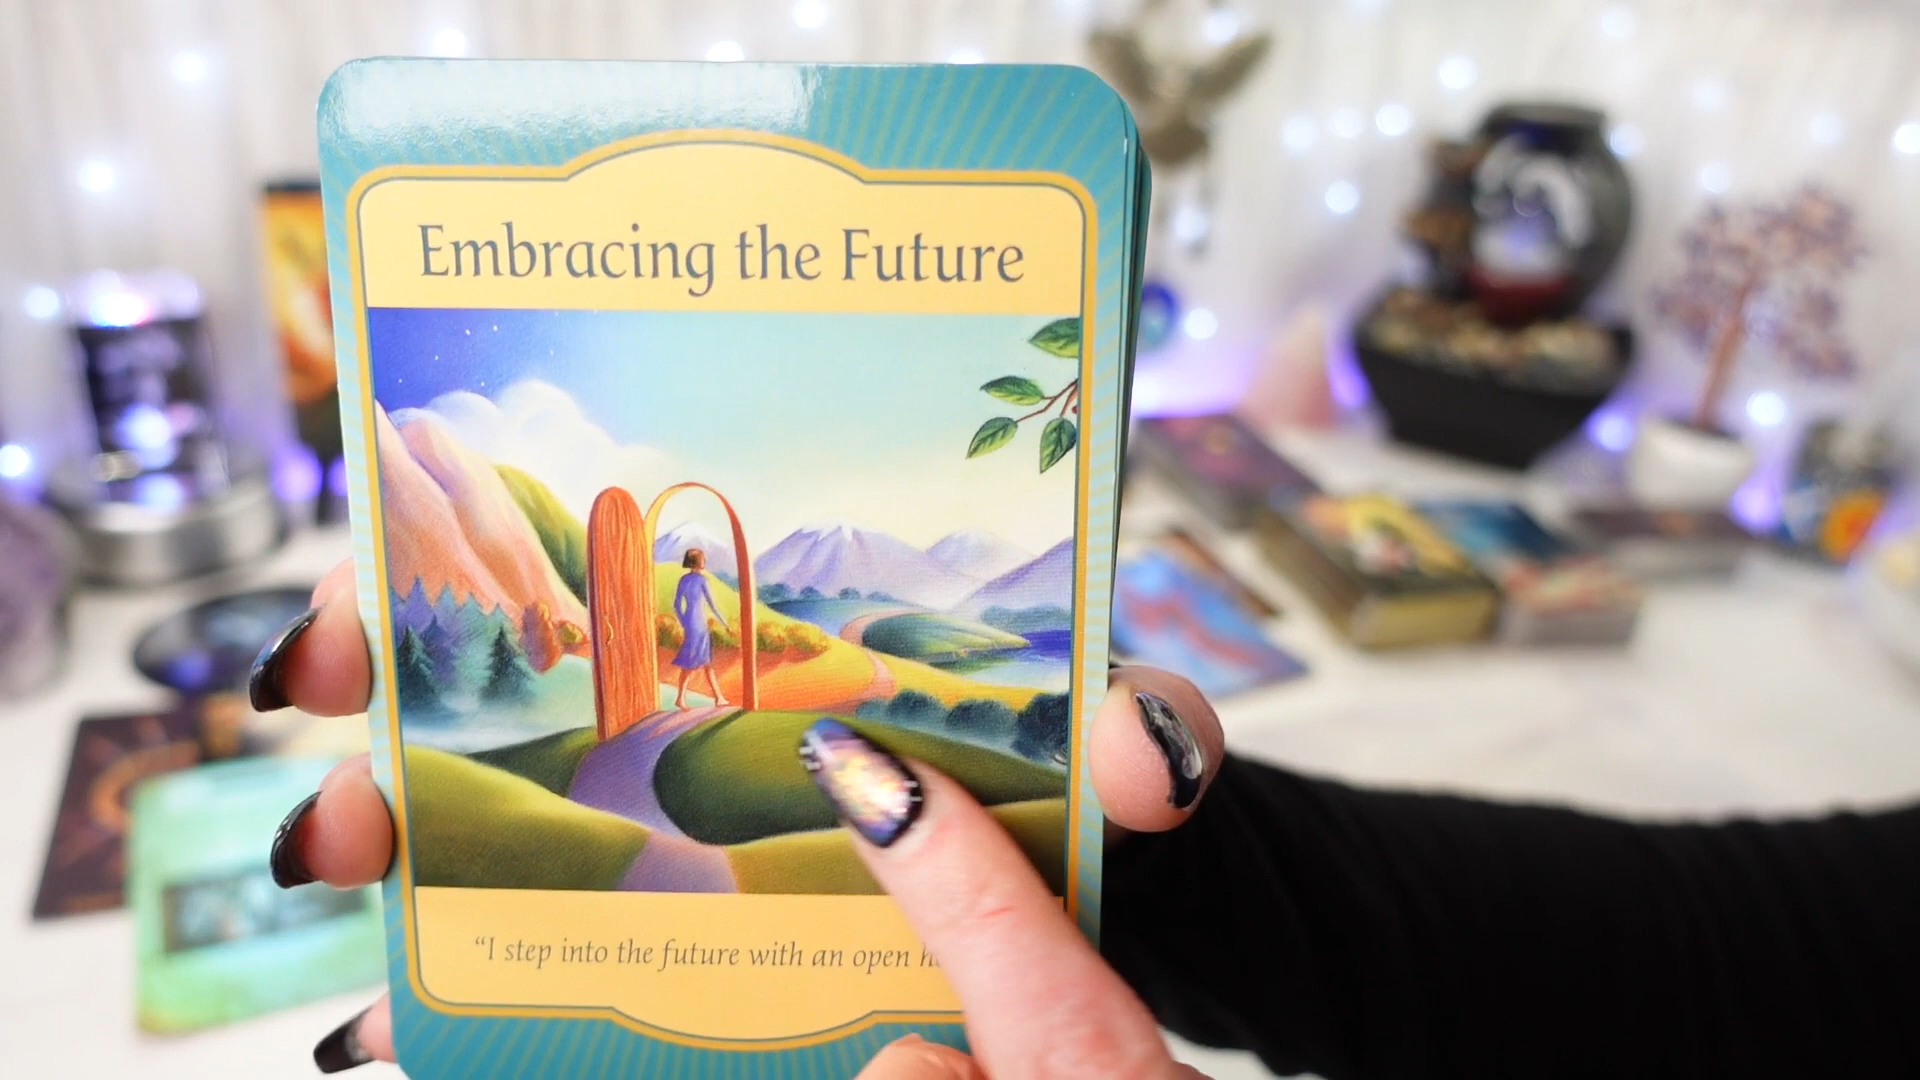 Embracing the Future
“I step into the future with an open